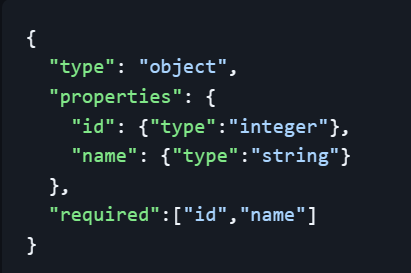 {
  "type": "object",
  "properties": {
    "id": {"type":"integer"},
    "name": {"type":"string"}
  },
  "required":["id","name"]
}